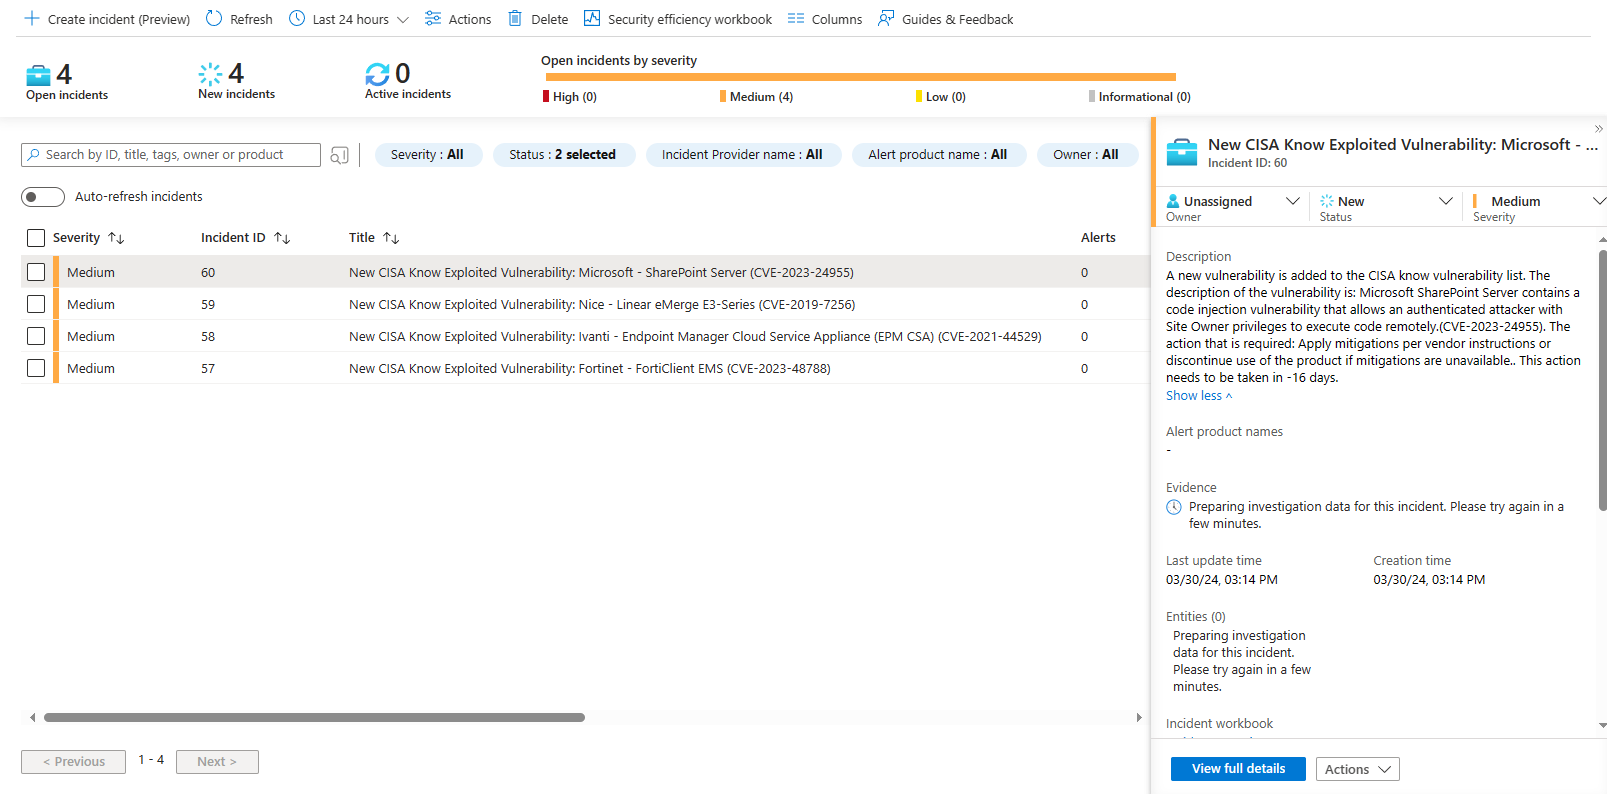 Create incident (Preview) Refresh Last 24 hours Actions Delete Security efficiency workbook Columns Guides & Feedback
4 Open incidents
4 New incidents
0 Active incidents
Open incidents by severity
High (0) Medium (4) Low (0) Informational (0)
Search by ID, title, tags, owner or product
Severity : All Status : 2 selected Incident Provider name : All Alert product name : All Owner : All
Auto-refresh incidents
Severity ↑↓ Incident ID ↑↓ Title ↑↓ Alerts
Medium 60 New CISA Know Exploited Vulnerability: Microsoft - SharePoint Server (CVE-2023-24955) 0
Medium 59 New CISA Know Exploited Vulnerability: Nice - Linear eMerge E3-Series (CVE-2019-7256) 0
Medium 58 New CISA Know Exploited Vulnerability: Ivanti - Endpoint Manager Cloud Service Appliance (EPM CSA) (CVE-2021-44529) 0
Medium 57 New CISA Know Exploited Vulnerability: Fortinet - FortiClient EMS (CVE-2023-48788) 0
< Previous 1 - 4 Next >
New CISA Know Exploited Vulnerability: Microsoft - ...
Incident ID: 60
Unassigned New Medium
Owner Status Severity
Description
A new vulnerability is added to the CISA know vulnerability list. The
description of the vulnerability is: Microsoft SharePoint Server contains a
code injection vulnerability that allows an authenticated attacker with
Site Owner privileges to execute code remotely.(CVE-2023-24955). The
action that is required: Apply mitigations per vendor instructions or
discontinue use of the product if mitigations are unavailable.. This action
needs to be taken in -16 days.
Show less ^
Alert product names
-
Evidence
Preparing investigation data for this incident. Please try again in a
few minutes.
Last update time Creation time
03/30/24, 03:14 PM 03/30/24, 03:14 PM
Entities (0)
Preparing investigation
data for this incident.
Please try again in a few
minutes.
Incident workbook
View full details Actions